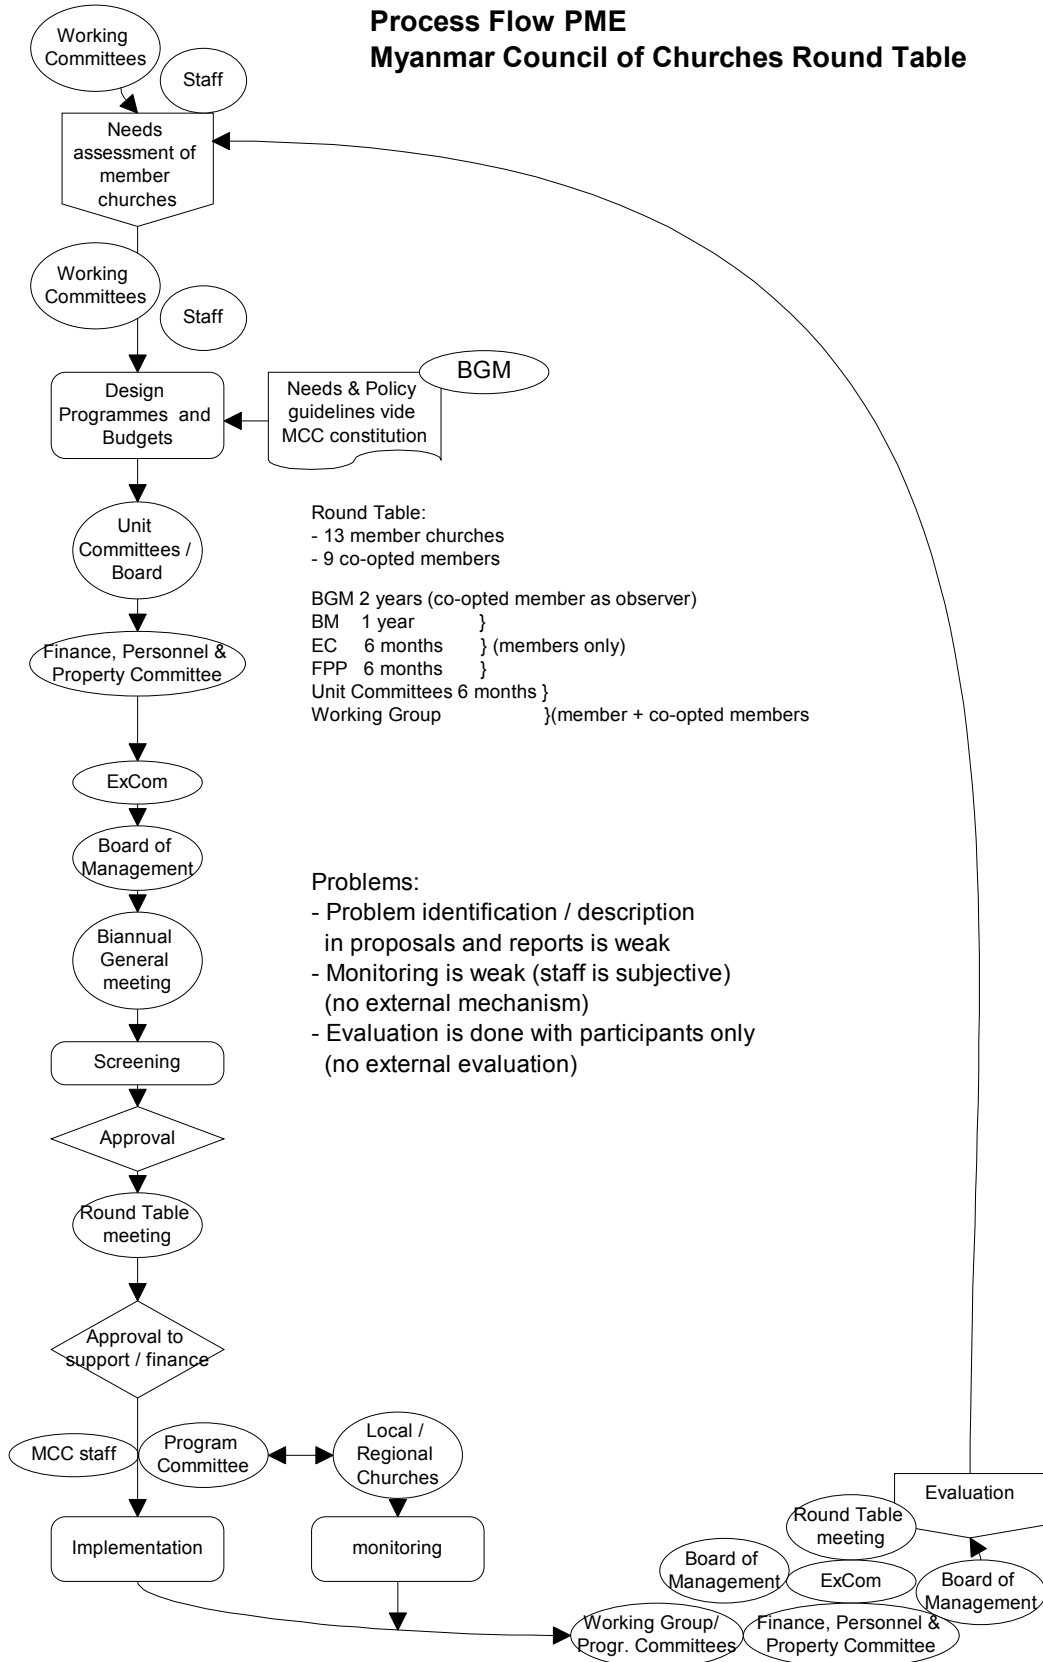 Process Flow PME
Myanmar Council of Churches Round Table
Working
Committees
Staff
Needs
assessment of
member
churches
Working
Committees
Staff
Design
Programmes and
Budgets
Needs & Policy
guidelines vide
MCC constitution
BGM
Unit
Committees /
Board
Round Table:
- 13 member churches
- 9 co-opted members
BGM 2 years (co-opted member as observer)
BM 1 year }
EC 6 months } (members only)
FPP 6 months }
Unit Committees 6 months }
Working Group }(member + co-opted members
Finance, Personnel &
Property Committee
ExCom
Board of
Management
Biannual
General
meeting
Problems:
- Problem identification / description
in proposals and reports is weak
- Monitoring is weak (staff is subjective)
(no external mechanism)
- Evaluation is done with participants only
(no external evaluation)
Screening
Approval
Round Table
meeting
Approval to
support / finance
MCC staff
Program
Committee
Local /
Regional
Churches
Implementation
monitoring
Evaluation
Round Table
meeting
Board of
Management
ExCom
Board of
Management
Working Group/
Progr. Committees
Finance, Personnel &
Property Committee